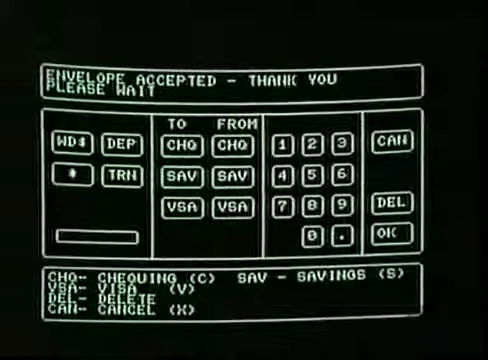 ENVELOPE ACCEPTED - THANK YOU
PLEASE WAIT
TO FROM
WD$ DEP CHQ CHQ 1 2 3 CAN
* TRN SAV SAV 4 5 6
VSA VSA 7 8 9 DEL
0 . OK
CHQ- CHEQUING (C) SAV - SAVINGS (S)
VSA- VISA (V)
DEL- DELETE
CAN- CANCEL (X)